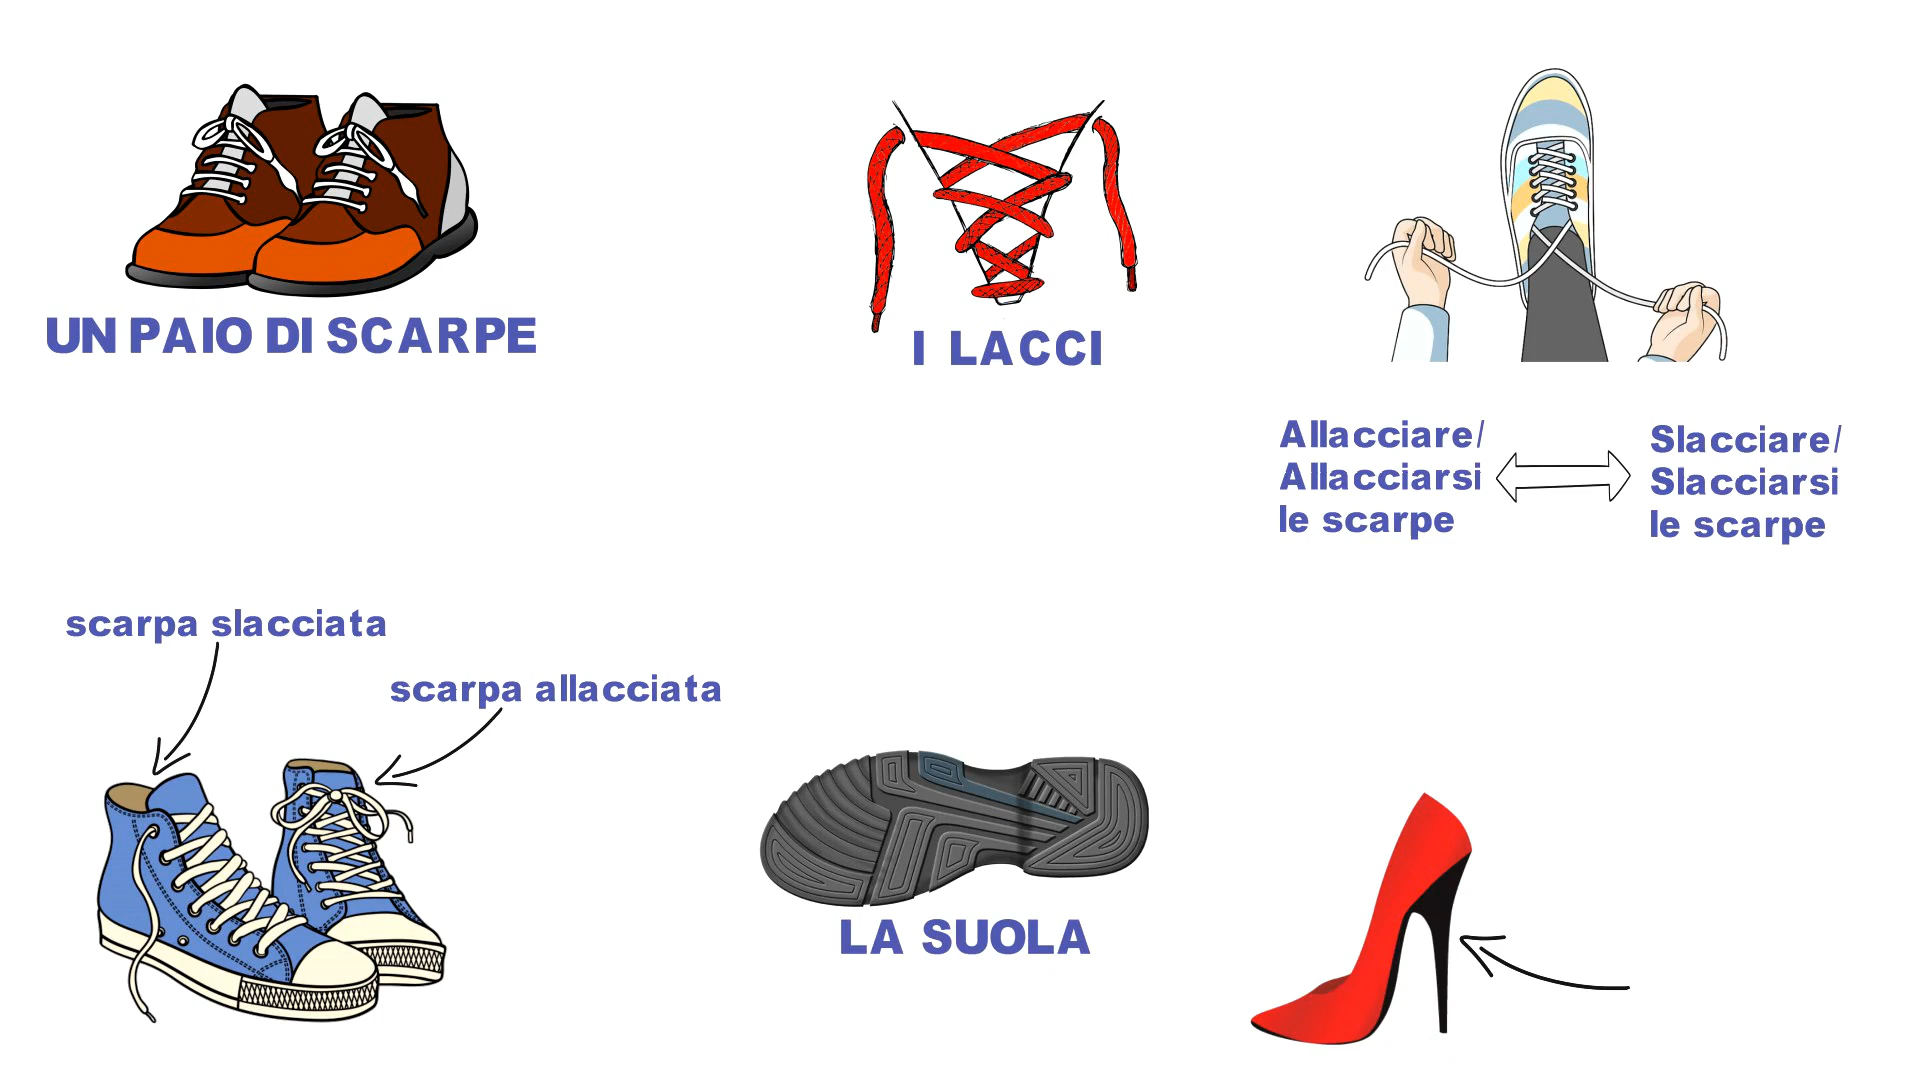 UN PAIO DI SCARPE
I LACCI
Allacciare/
Allacciarsi
le scarpe
Slacciare/
Slacciarsi
le scarpe
scarpa slacciata
scarpa allacciata
LA SUOLA